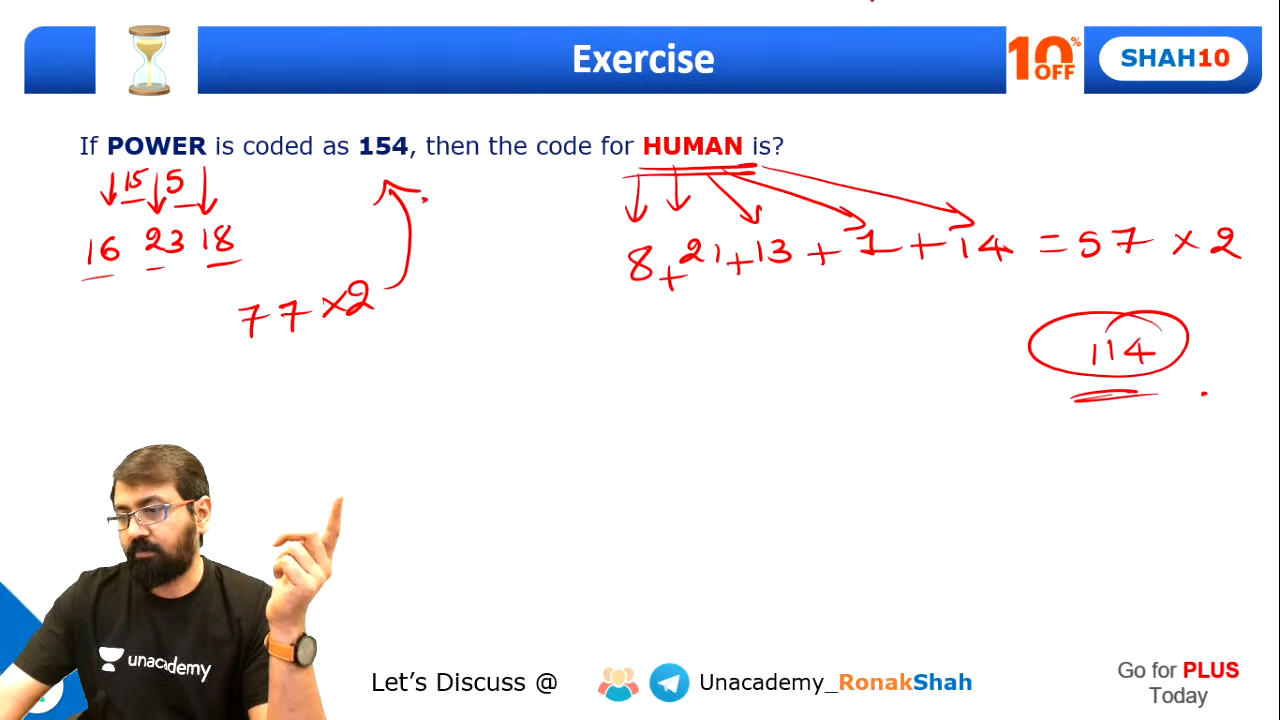 Exercise
10% OFF
SHAH10
If POWER is coded as 154, then the code for HUMAN is?
15 5
16 23 18
77 × 2
8 + 21 + 13 + 1 + 14 = 57 × 2
114
unacademy
Let's Discuss @ Unacademy_RonakShah
Go for PLUS
Today